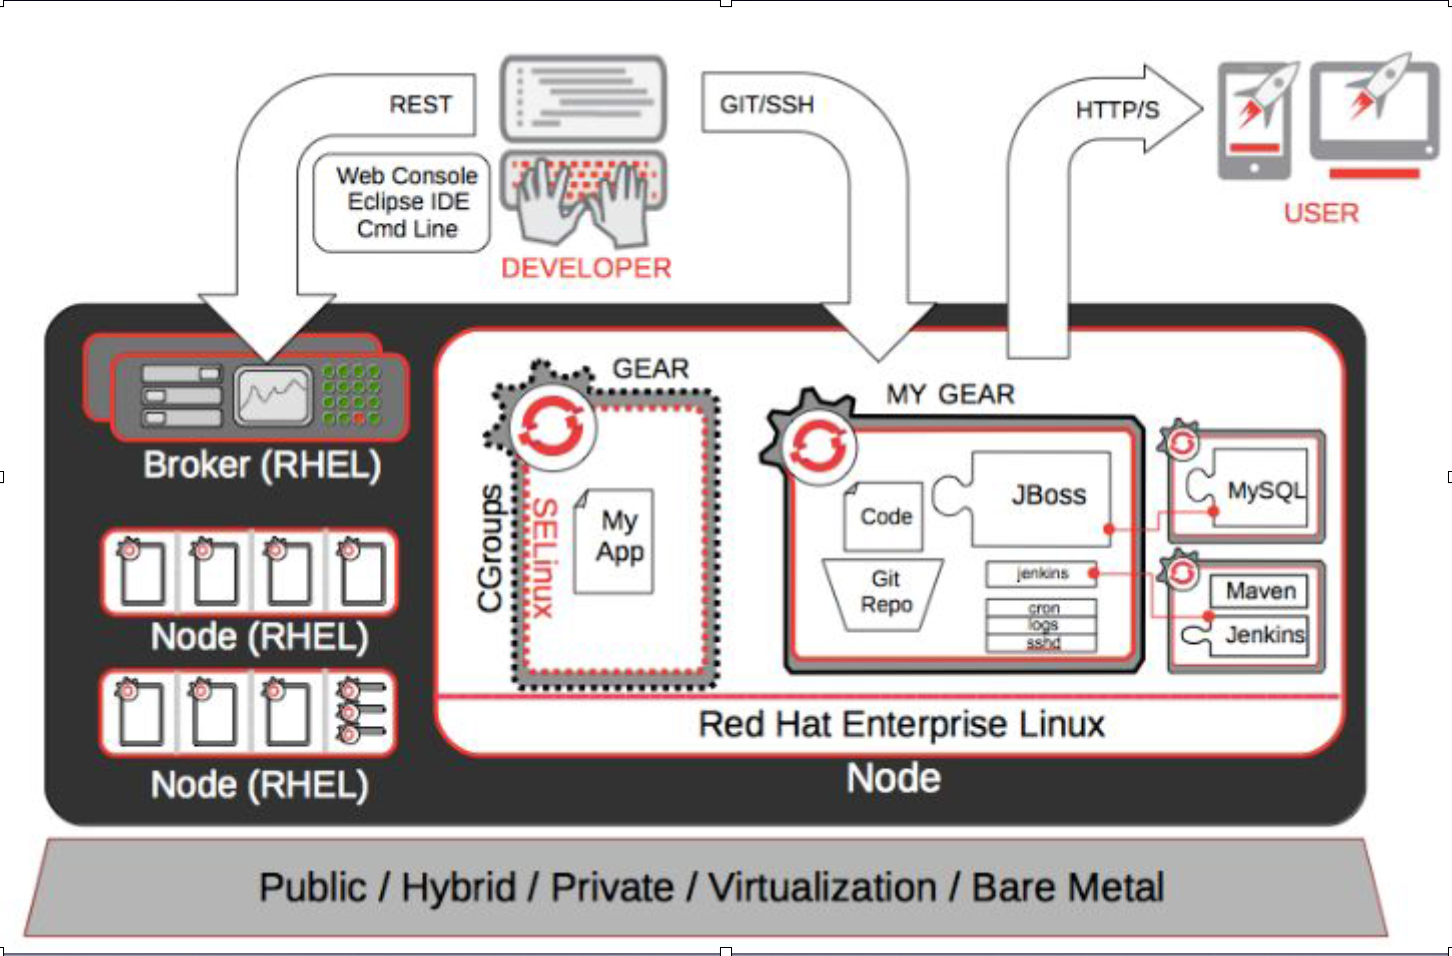 REST
GIT/SSH
HTTP/S
Web Console
Eclipse IDE
Cmd Line
DEVELOPER
USER
Broker (RHEL)
Node (RHEL)
Node (RHEL)
GEAR
CGroups
SELinux
My
App
MY GEAR
Code
Git
Repo
JBoss
jenkins
cron
logs
sshd
MySQL
Maven
Jenkins
Red Hat Enterprise Linux
Node
Public / Hybrid / Private / Virtualization / Bare Metal